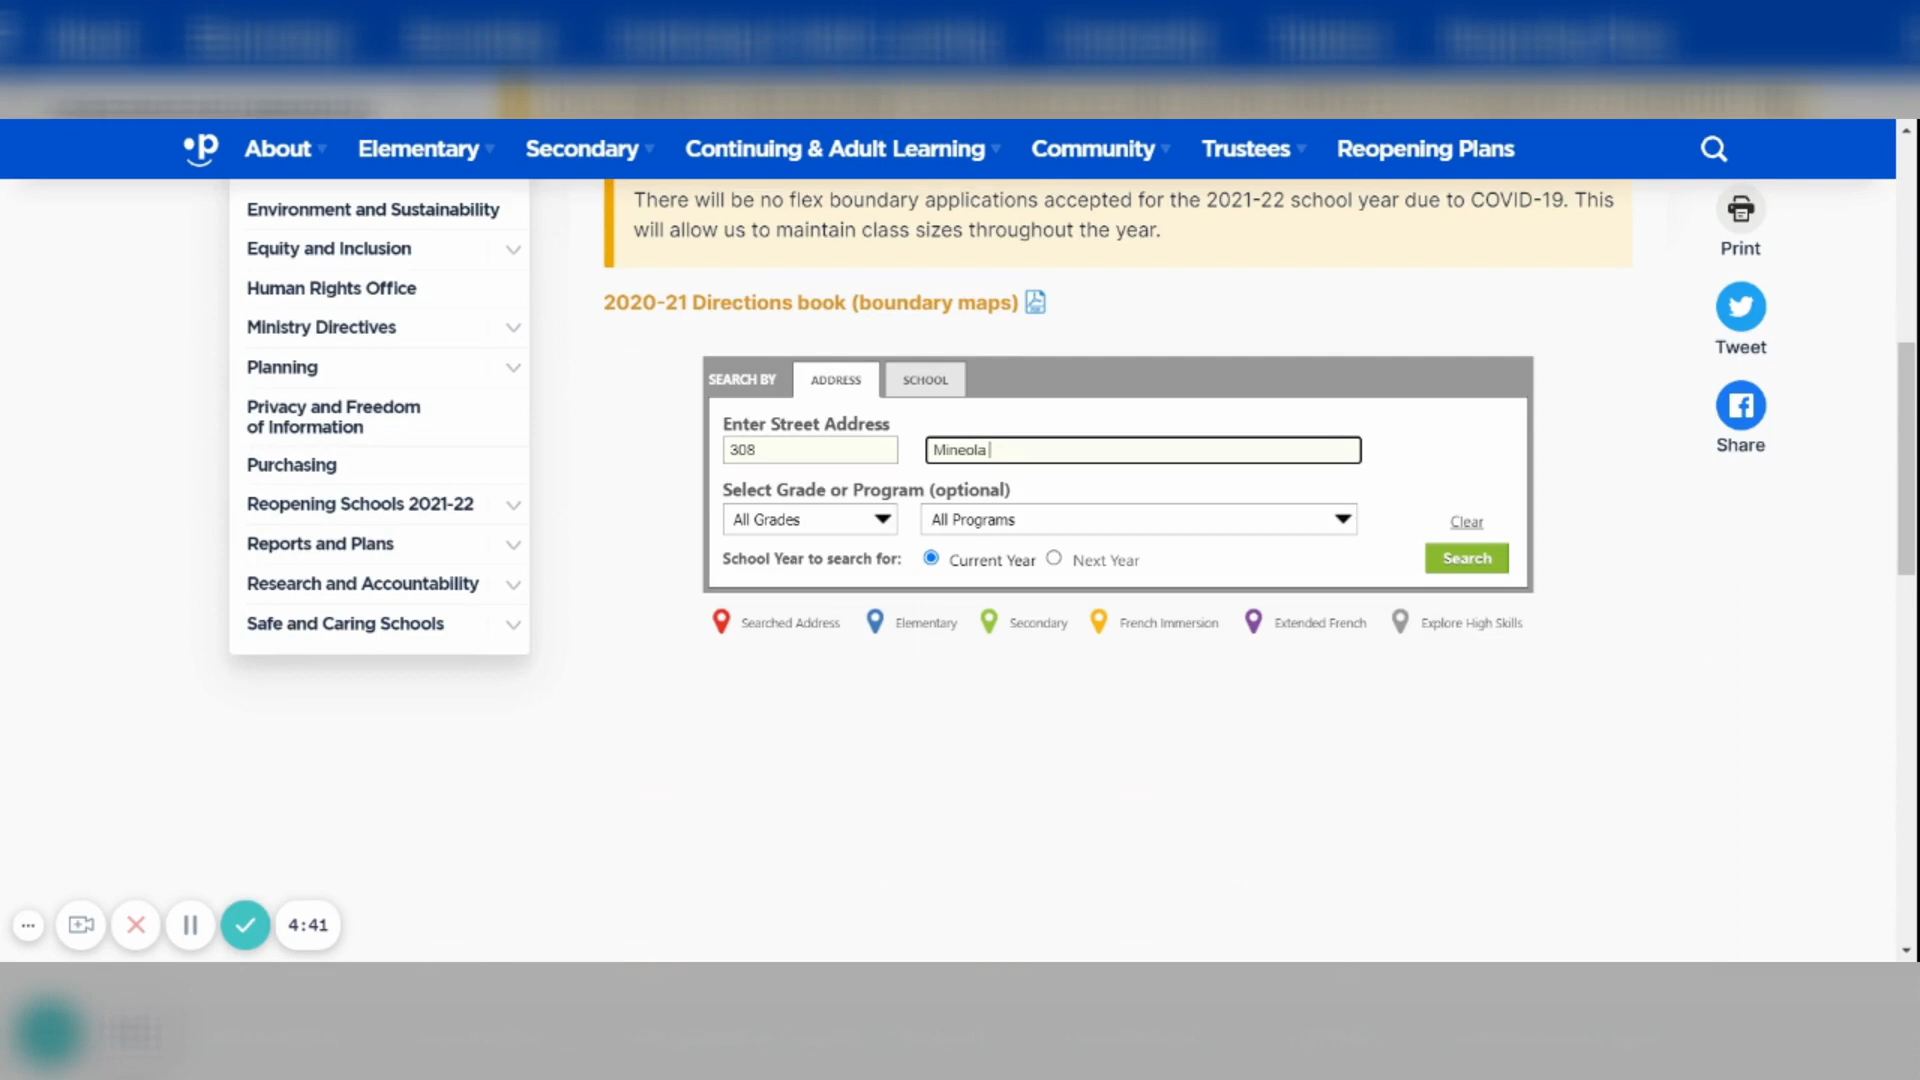 About
Elementary
Secondary
Continuing & Adult Learning
Community
Trustees
Reopening Plans
Environment and Sustainability
Equity and Inclusion
Human Rights Office
Ministry Directives
Planning
Privacy and Freedom
of Information
Purchasing
Reopening Schools 2021-22
Reports and Plans
Research and Accountability
Safe and Caring Schools
There will be no flex boundary applications accepted for the 2021-22 school year due to COVID-19. This
will allow us to maintain class sizes throughout the year.
2020-21 Directions book (boundary maps)
SEARCH BY ADDRESS SCHOOL
Enter Street Address
308 Mineola
Select Grade or Program (optional)
All Grades All Programs
Clear
School Year to search for: Current Year Next Year
Search
Searched Address Elementary Secondary French Immersion Extended French Explore High Skills
Print
Tweet
Share
4:41